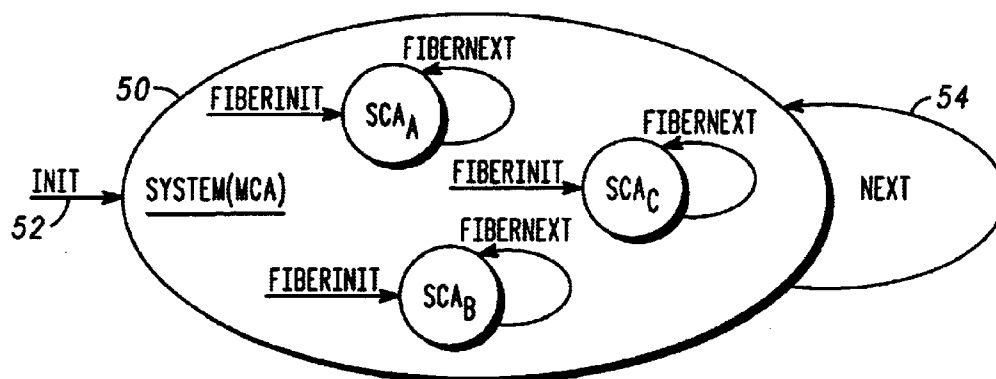 FIBERNEXT
50
FIBERINIT
SCA_A
54
FIBERNEXT
INIT
SYSTEM(MCA)
FIBERINIT
SCA_C
NEXT
52
FIBERNEXT
FIBERINIT
SCA_B